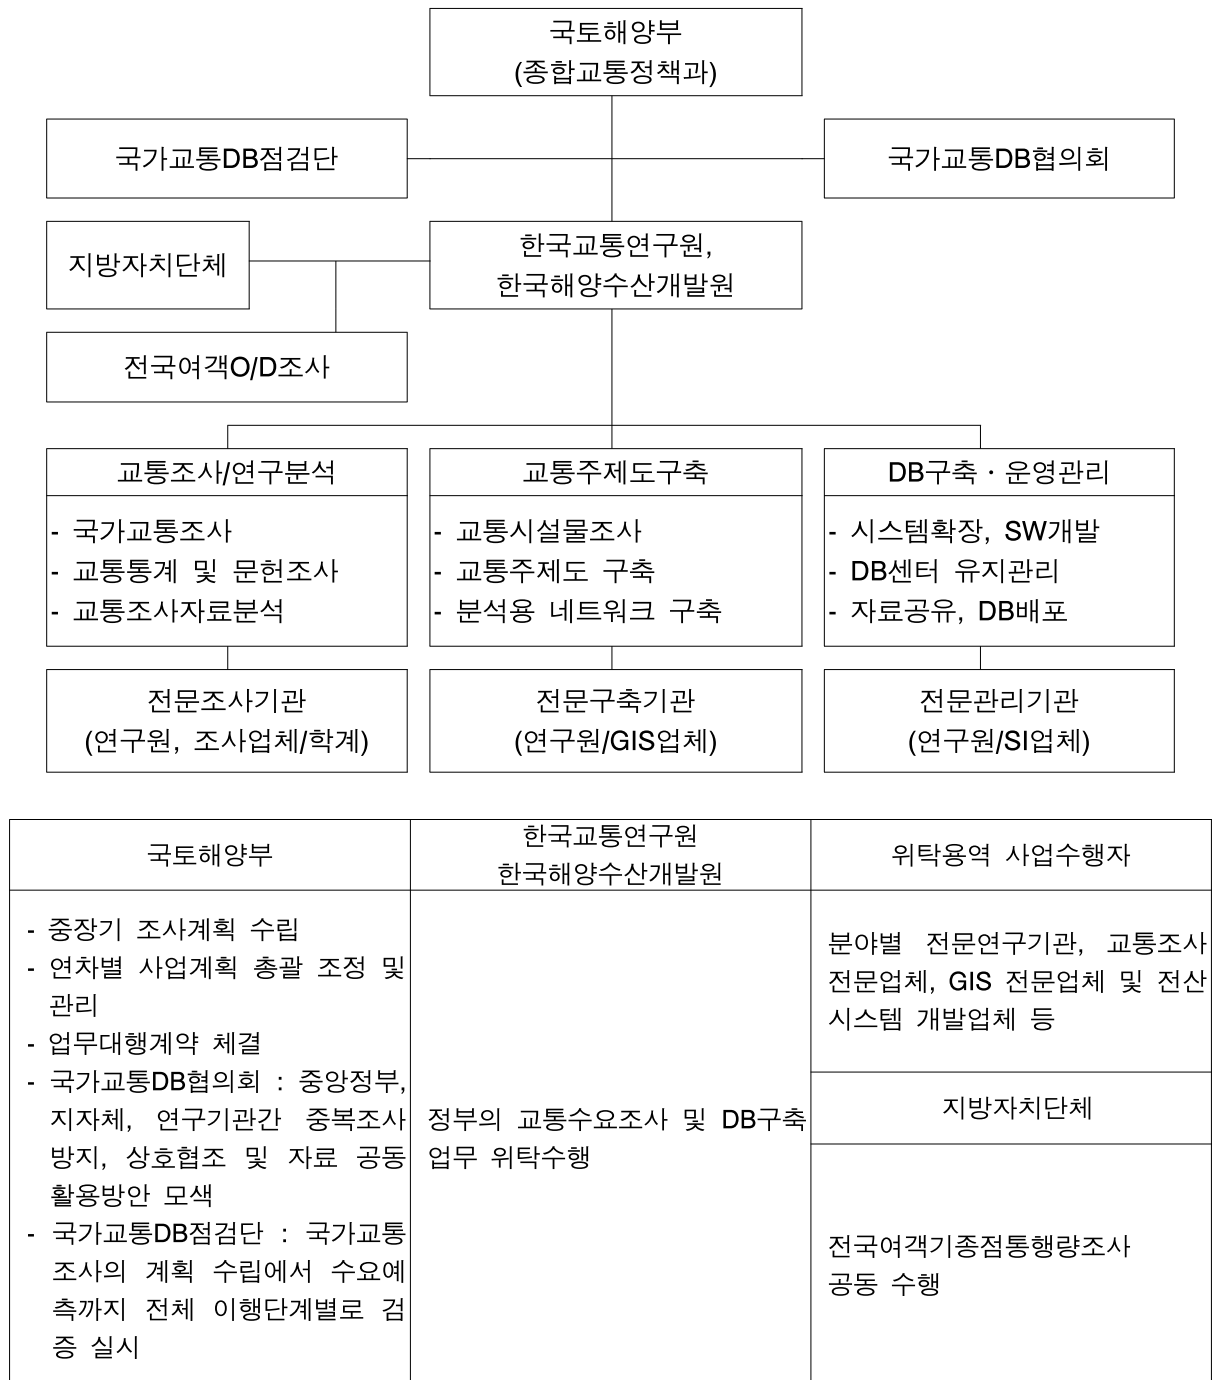 국토해양부
(종합교통정책과)
국가교통DB점검단
국가교통DB협의회
지방자치단체
한국교통연구원,
한국해양수산개발원
전국여객O/D조사
교통조사/연구분석
- 국가교통조사
- 교통통계 및 문헌조사
- 교통조사자료분석
교통주제도구축
- 교통시설물조사
- 교통주제도 구축
- 분석용 네트워크 구축
DB구축 · 운영관리
- 시스템확장, SW개발
- DB센터 유지관리
- 자료공유, DB배포
전문조사기관
(연구원, 조사업체/학계)
전문구축기관
(연구원/GIS업체)
전문관리기관
(연구원/SI업체)
국토해양부
한국교통연구원
한국해양수산개발원
위탁용역 사업수행자
- 중장기 조사계획 수립
- 연차별 사업계획 총괄 조정 및
관리
- 업무대행계약 체결
- 국가교통DB협의회 : 중앙정부,
지자체, 연구기관간 중복조사
방지, 상호협조 및 자료 공동
활용방안 모색
- 국가교통DB점검단 : 국가교통
조사의 계획 수립에서 수요예
측까지 전체 이행단계별로 검
증 실시
정부의 교통수요조사 및 DB구축
업무 위탁수행
분야별 전문연구기관, 교통조사
전문업체, GIS 전문업체 및 전산
시스템 개발업체 등
지방자치단체
전국여객기종점통행량조사
공동 수행